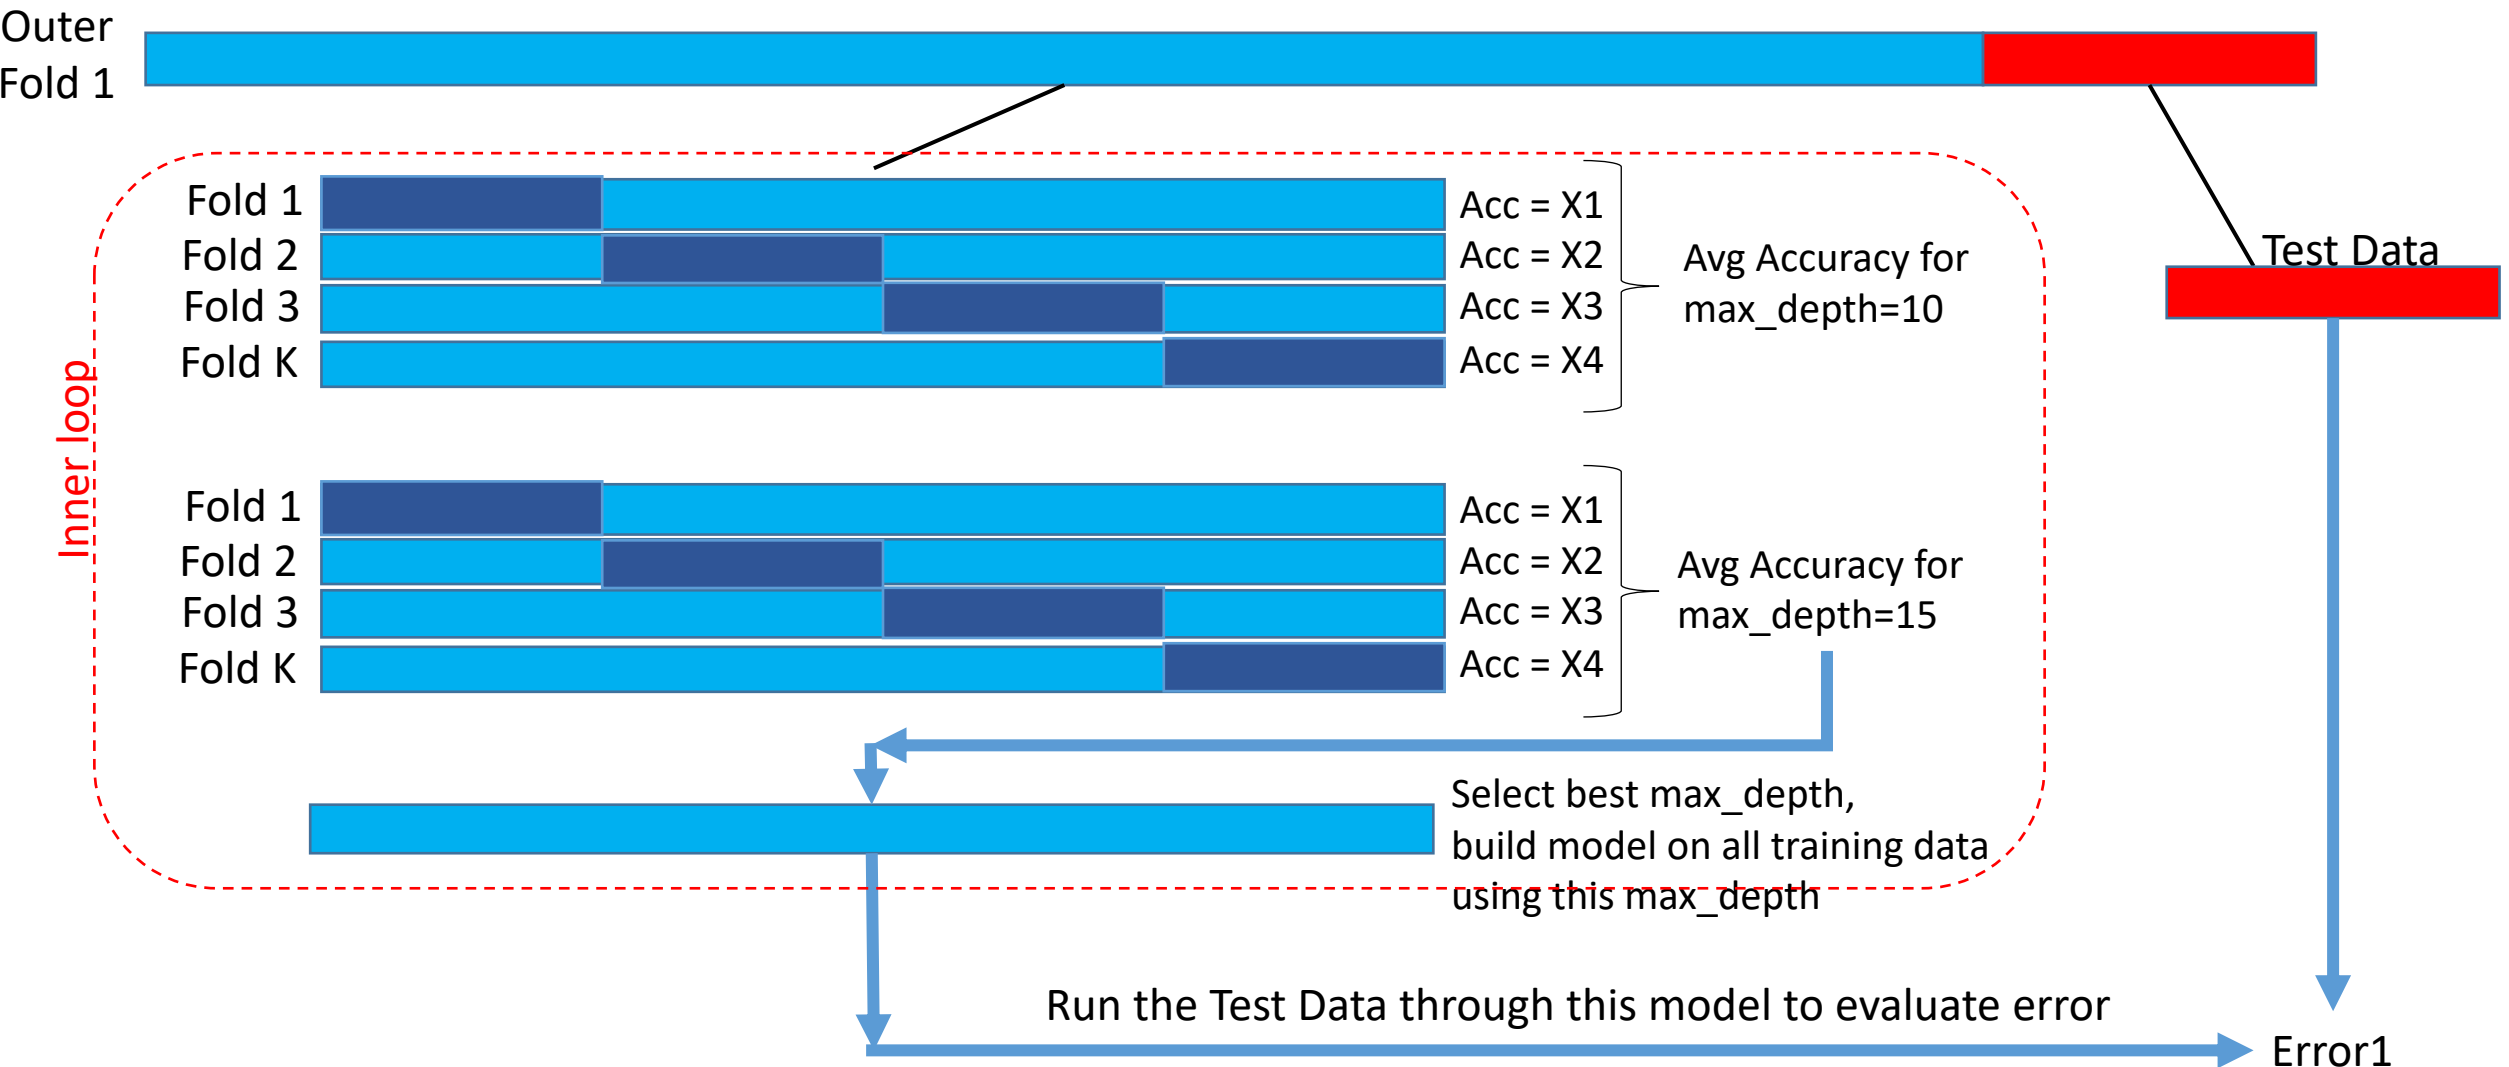 Outer
Fold 1
Fold 1
Acc = X1
Fold 2
Acc = X2
Fold 3
Acc = X3
Fold K
Acc = X4
Avg Accuracy for
max_depth=10
Test Data
Inner loop
Fold 1
Acc = X1
Fold 2
Acc = X2
Fold 3
Acc = X3
Fold K
Acc = X4
Avg Accuracy for
max_depth=15
Select best max_depth,
build model on all training data
using this max_depth
Run the Test Data through this model to evaluate error
Error1